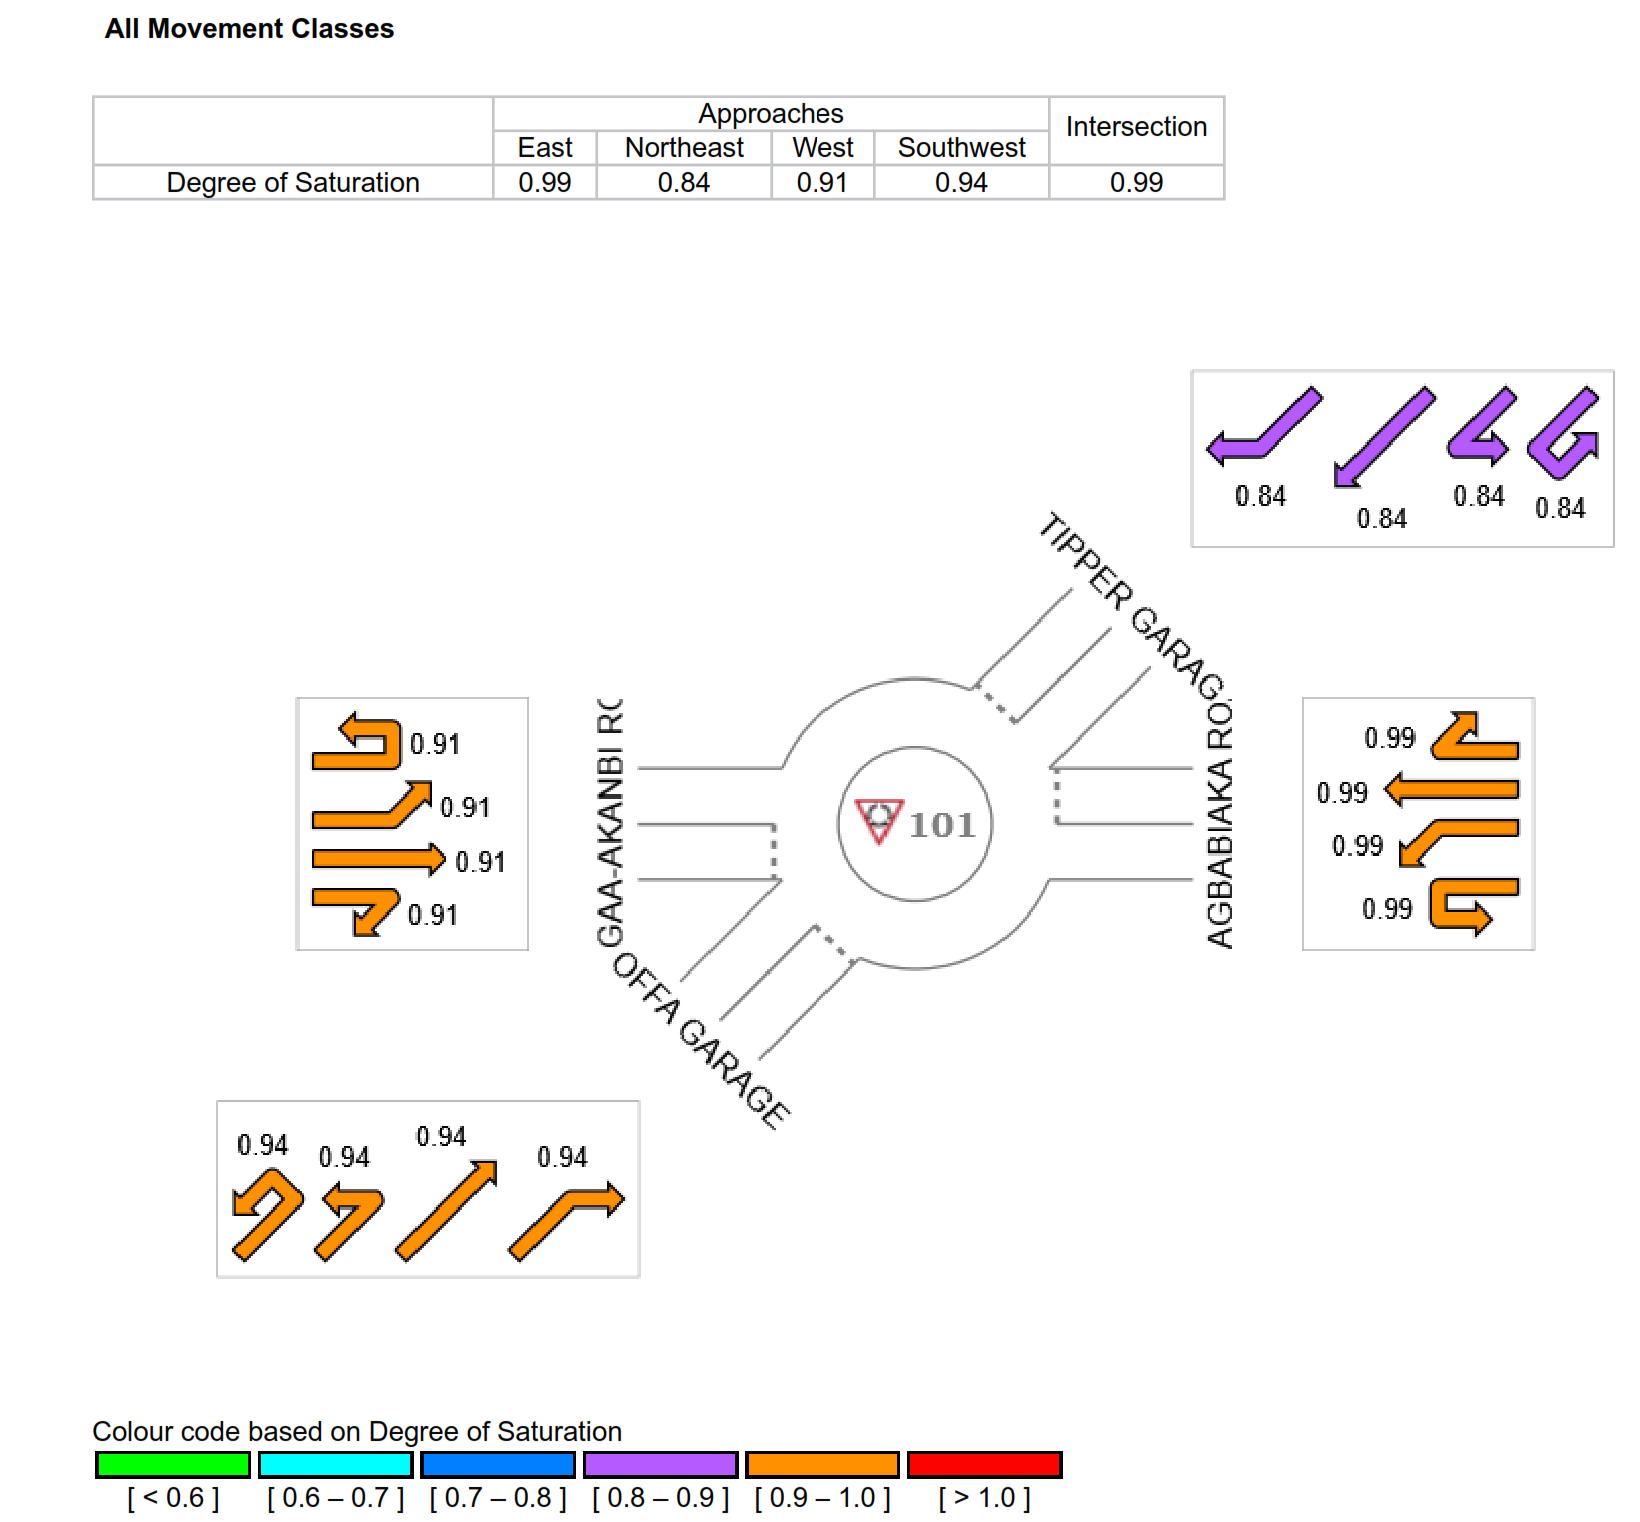 All Movement Classes
Approaches Intersection
East Northeast West Southwest
Degree of Saturation 0.99 0.84 0.91 0.94 0.99
0.84 0.84 0.84 0.84
TIPPER GARAG
0.91
0.91
0.91
0.91
GAA-AKANBI RO
101
AGBABIAKA RO
0.99
0.99
0.99
0.99
OFFA GARAGE
0.94 0.94 0.94 0.94
Colour code based on Degree of Saturation
[ < 0.6 ] [ 0.6 – 0.7 ] [ 0.7 – 0.8 ] [ 0.8 – 0.9 ] [ 0.9 – 1.0 ] [ > 1.0 ]